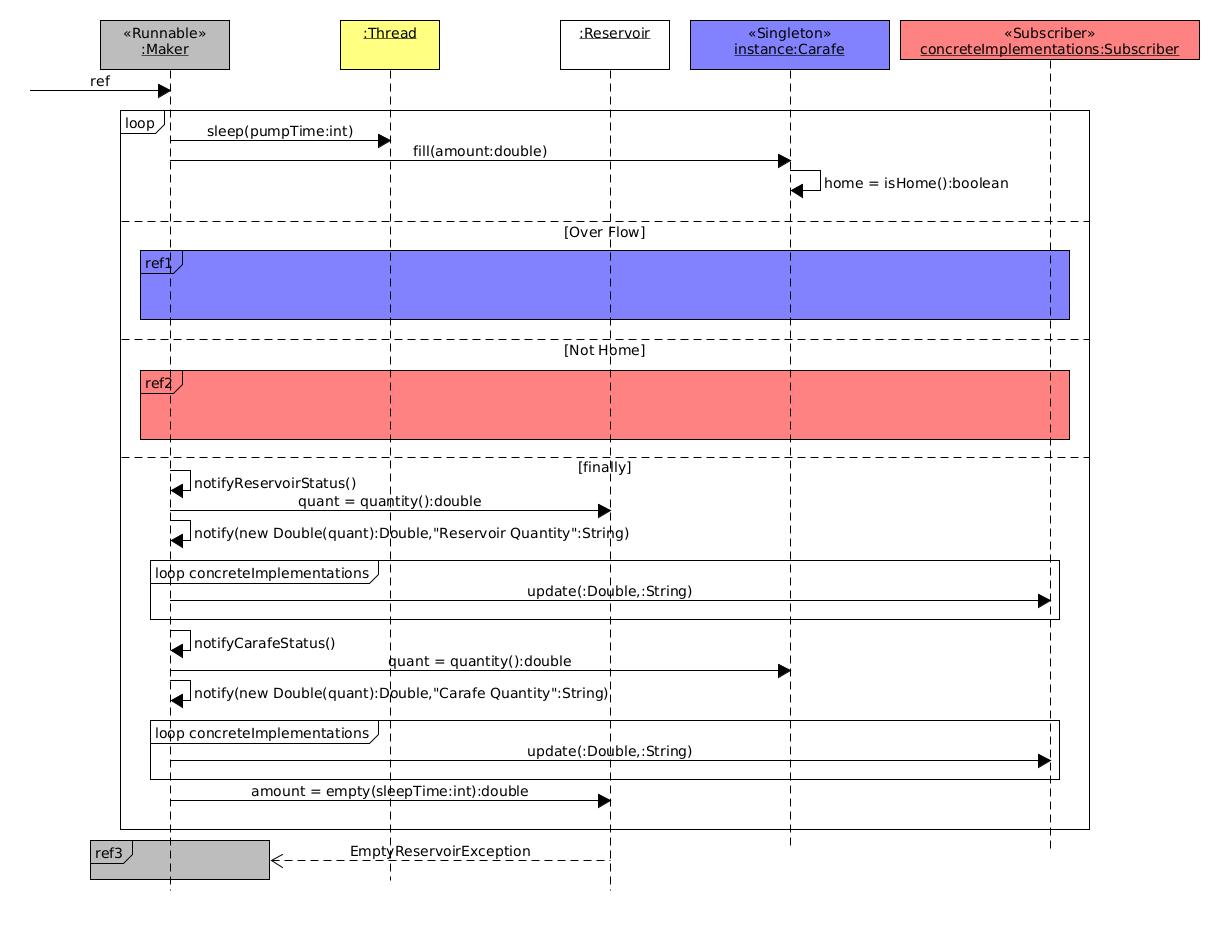 «Runnable»
:Maker
:Thread
:Reservoir
«Singleton»
instance:Carafe
«Subscriber»
concreteImplementations:Subscriber
ref
loop
sleep(pumpTime:int)
fill(amount:double)
home = isHome():boolean
[Over Flow]
ref1
[Not Home]
ref2
[finally]
notifyReservoirStatus()
quant = quantity():double
notify(new Double(quant):Double,"Reservoir Quantity":String)
loop concreteImplementations
update(:Double,:String)
notifyCarafeStatus()
quant = quantity():double
notify(new Double(quant):Double,"Carafe Quantity":String)
loop concreteImplementations
update(:Double,:String)
amount = empty(sleepTime:int):double
ref3
EmptyReservoirException